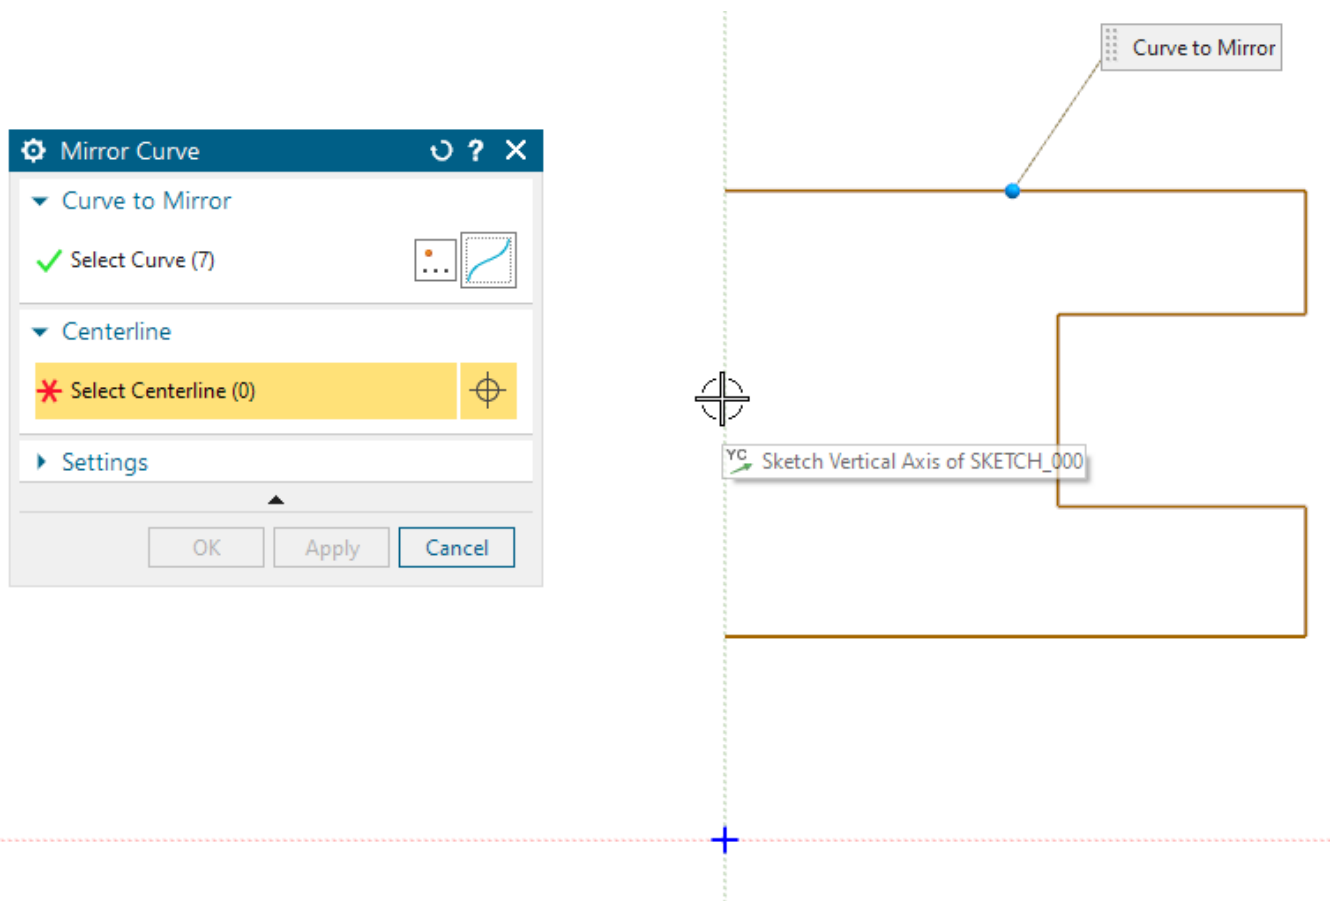 Curve to Mirror
Mirror Curve ?
Curve to Mirror
Select Curve (7)
Centerline
Select Centerline (0)
YC Sketch Vertical Axis of SKETCH_000
Settings
OK Apply Cancel